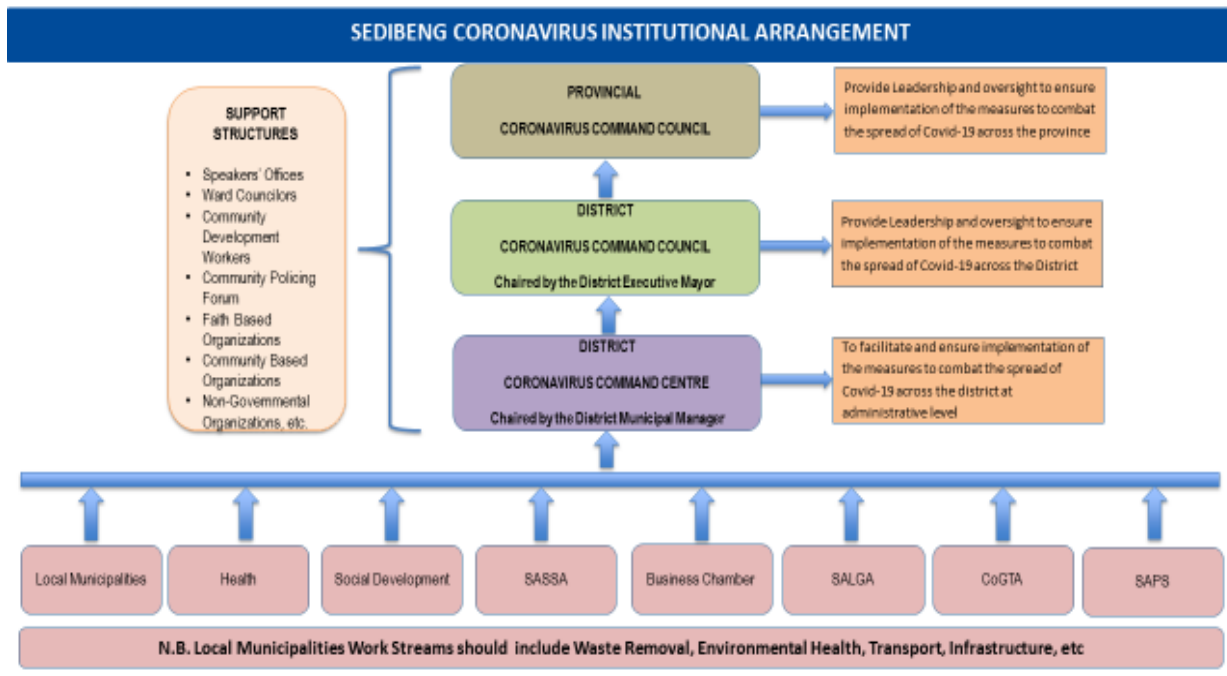 SEDIBENG CORONAVIRUS INSTITUTIONAL ARRANGEMENT
SUPPORT
STRUCTURES
• Speakers' Offices
• Ward Councilors
• Community
Development
Workers
• Community Policing
Forum
• Faith Based
Organizations
• Community Based
Organizations
• Non-Governmental
Organizations, etc.
PROVINCIAL
CORONAVIRUS COMMAND COUNCIL
Provide Leadership and oversight to ensure
implementation of the measures to combat
the spread of Covid-19 across the province
DISTRICT
CORONAVIRUS COMMAND COUNCIL
Chaired by the District Executive Mayor
Provide Leadership and oversight to ensure
implementation of the measures to combat
the spread of Covid-19 across the District
DISTRICT
CORONAVIRUS COMMAND CENTRE
Chaired by the District Municipal Manager
To facilitate and ensure implementation of
the measures to combat the spread of
Covid-19 across the district at
administrative level
Local Municipalities
Health
Social Development
SASSA
Business Chamber
SALGA
CoGTA
SAPS
N.B. Local Municipalities Work Streams should include Waste Removal, Environmental Health, Transport, Infrastructure, etc